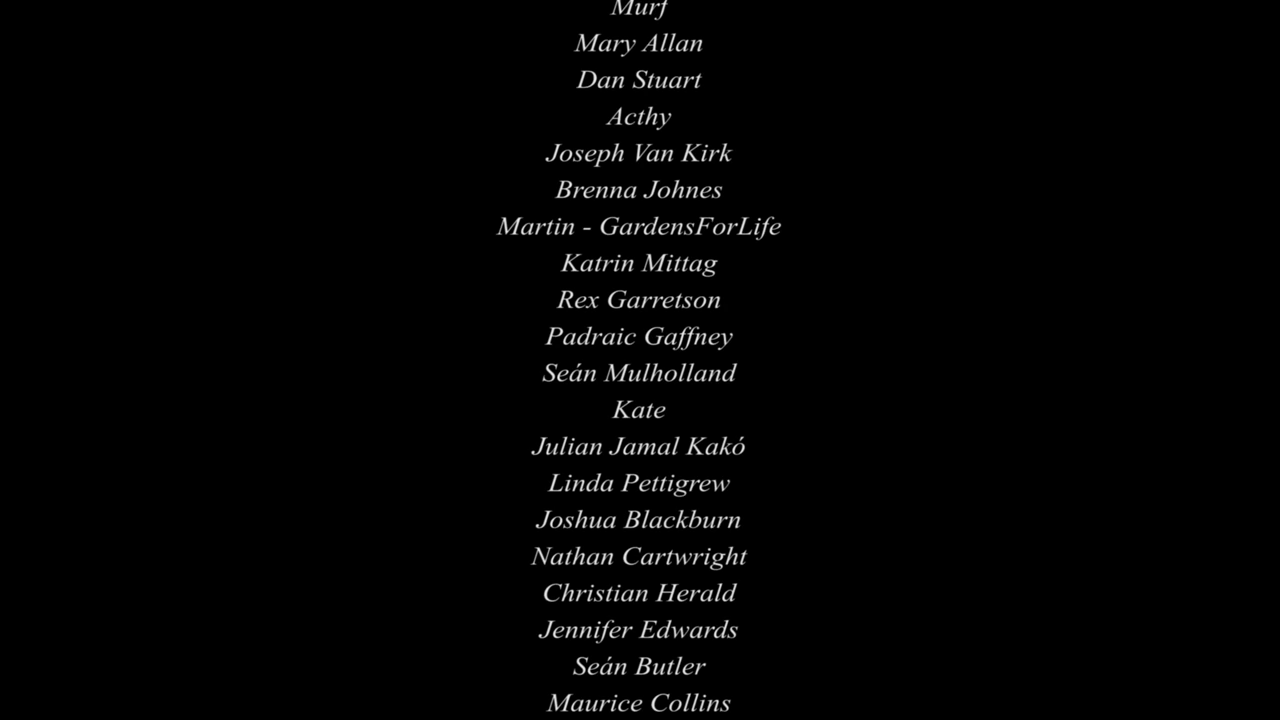 Murf
Mary Allan
Dan Stuart
Acthy
Joseph Van Kirk
Brenna Johnes
Martin - GardensForLife
Katrin Mittag
Rex Garretson
Padraic Gaffney
Seán Mulholland
Kate
Julian Jamal Kakó
Linda Pettigrew
Joshua Blackburn
Nathan Cartwright
Christian Herald
Jennifer Edwards
Seán Butler
Maurice Collins